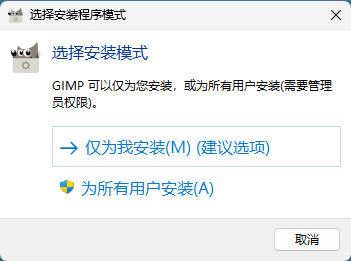 选择安装程序模式
选择安装模式
GIMP 可以仅为您安装，或为所有用户安装(需要管理
员权限)。
仅为我安装(M) (建议选项)
为所有用户安装(A)
取消